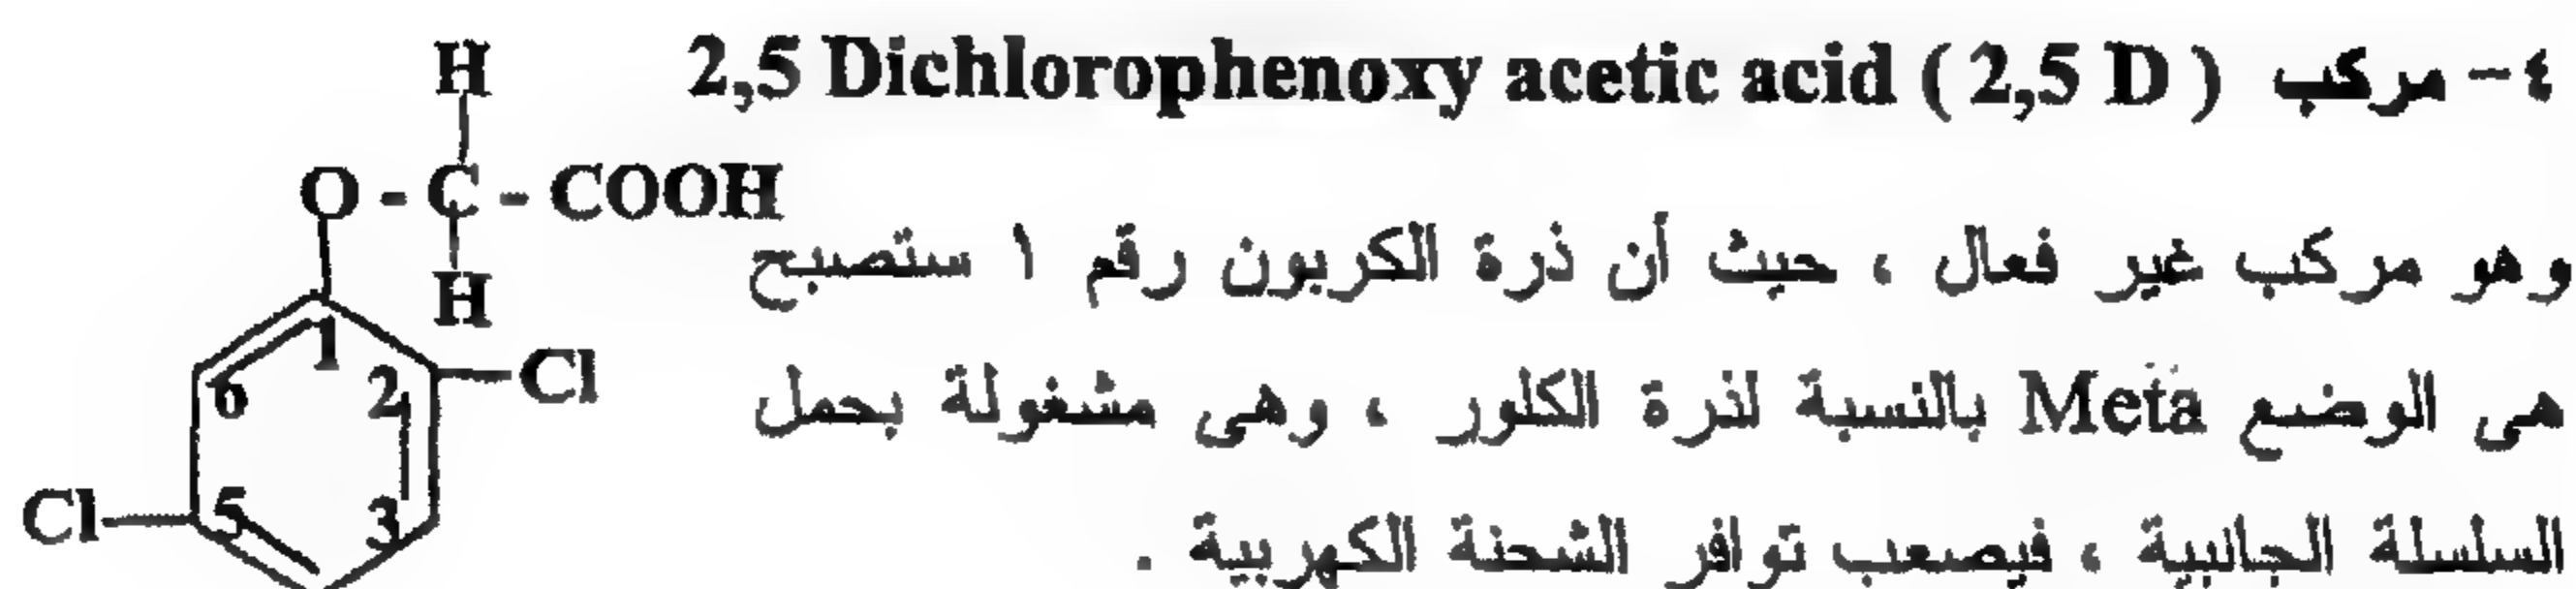 ٤- مركب 2,5 Dichlorophenoxy acetic acid ( 2,5 D )
وهو مركب غير فعال ، حيث أن ذرة الكربون رقم ١ ستصبح
هى الوضع Meta بالنسبة لذرة الكلور ، وهى مشغولة بحمل
السلسلة الجانبية ، فيصعب توافر الشحنة الكهربية .
H
O - C - COOH
H
1
6 2 Cl
Cl 5 3